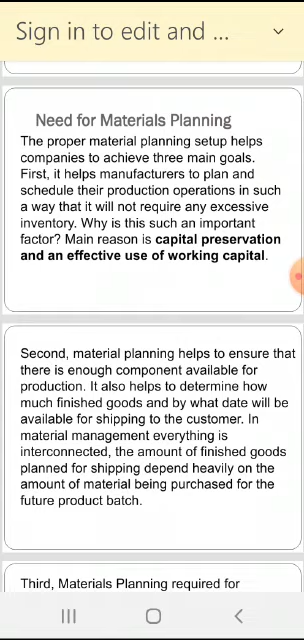 Sign in to edit and ...
Need for Materials Planning
The proper material planning setup helps
companies to achieve three main goals.
First, it helps manufacturers to plan and
schedule their production operations in such
a way that it will not require any excessive
inventory. Why is this such an important
factor? Main reason is capital preservation
and an effective use of working capital.
Second, material planning helps to ensure that
there is enough component available for
production. It also helps to determine how
much finished goods and by what date will be
available for shipping to the customer. In
material management everything is
interconnected, the amount of finished goods
planned for shipping depend heavily on the
amount of material being purchased for the
future product batch.
Third, Materials Planning required for